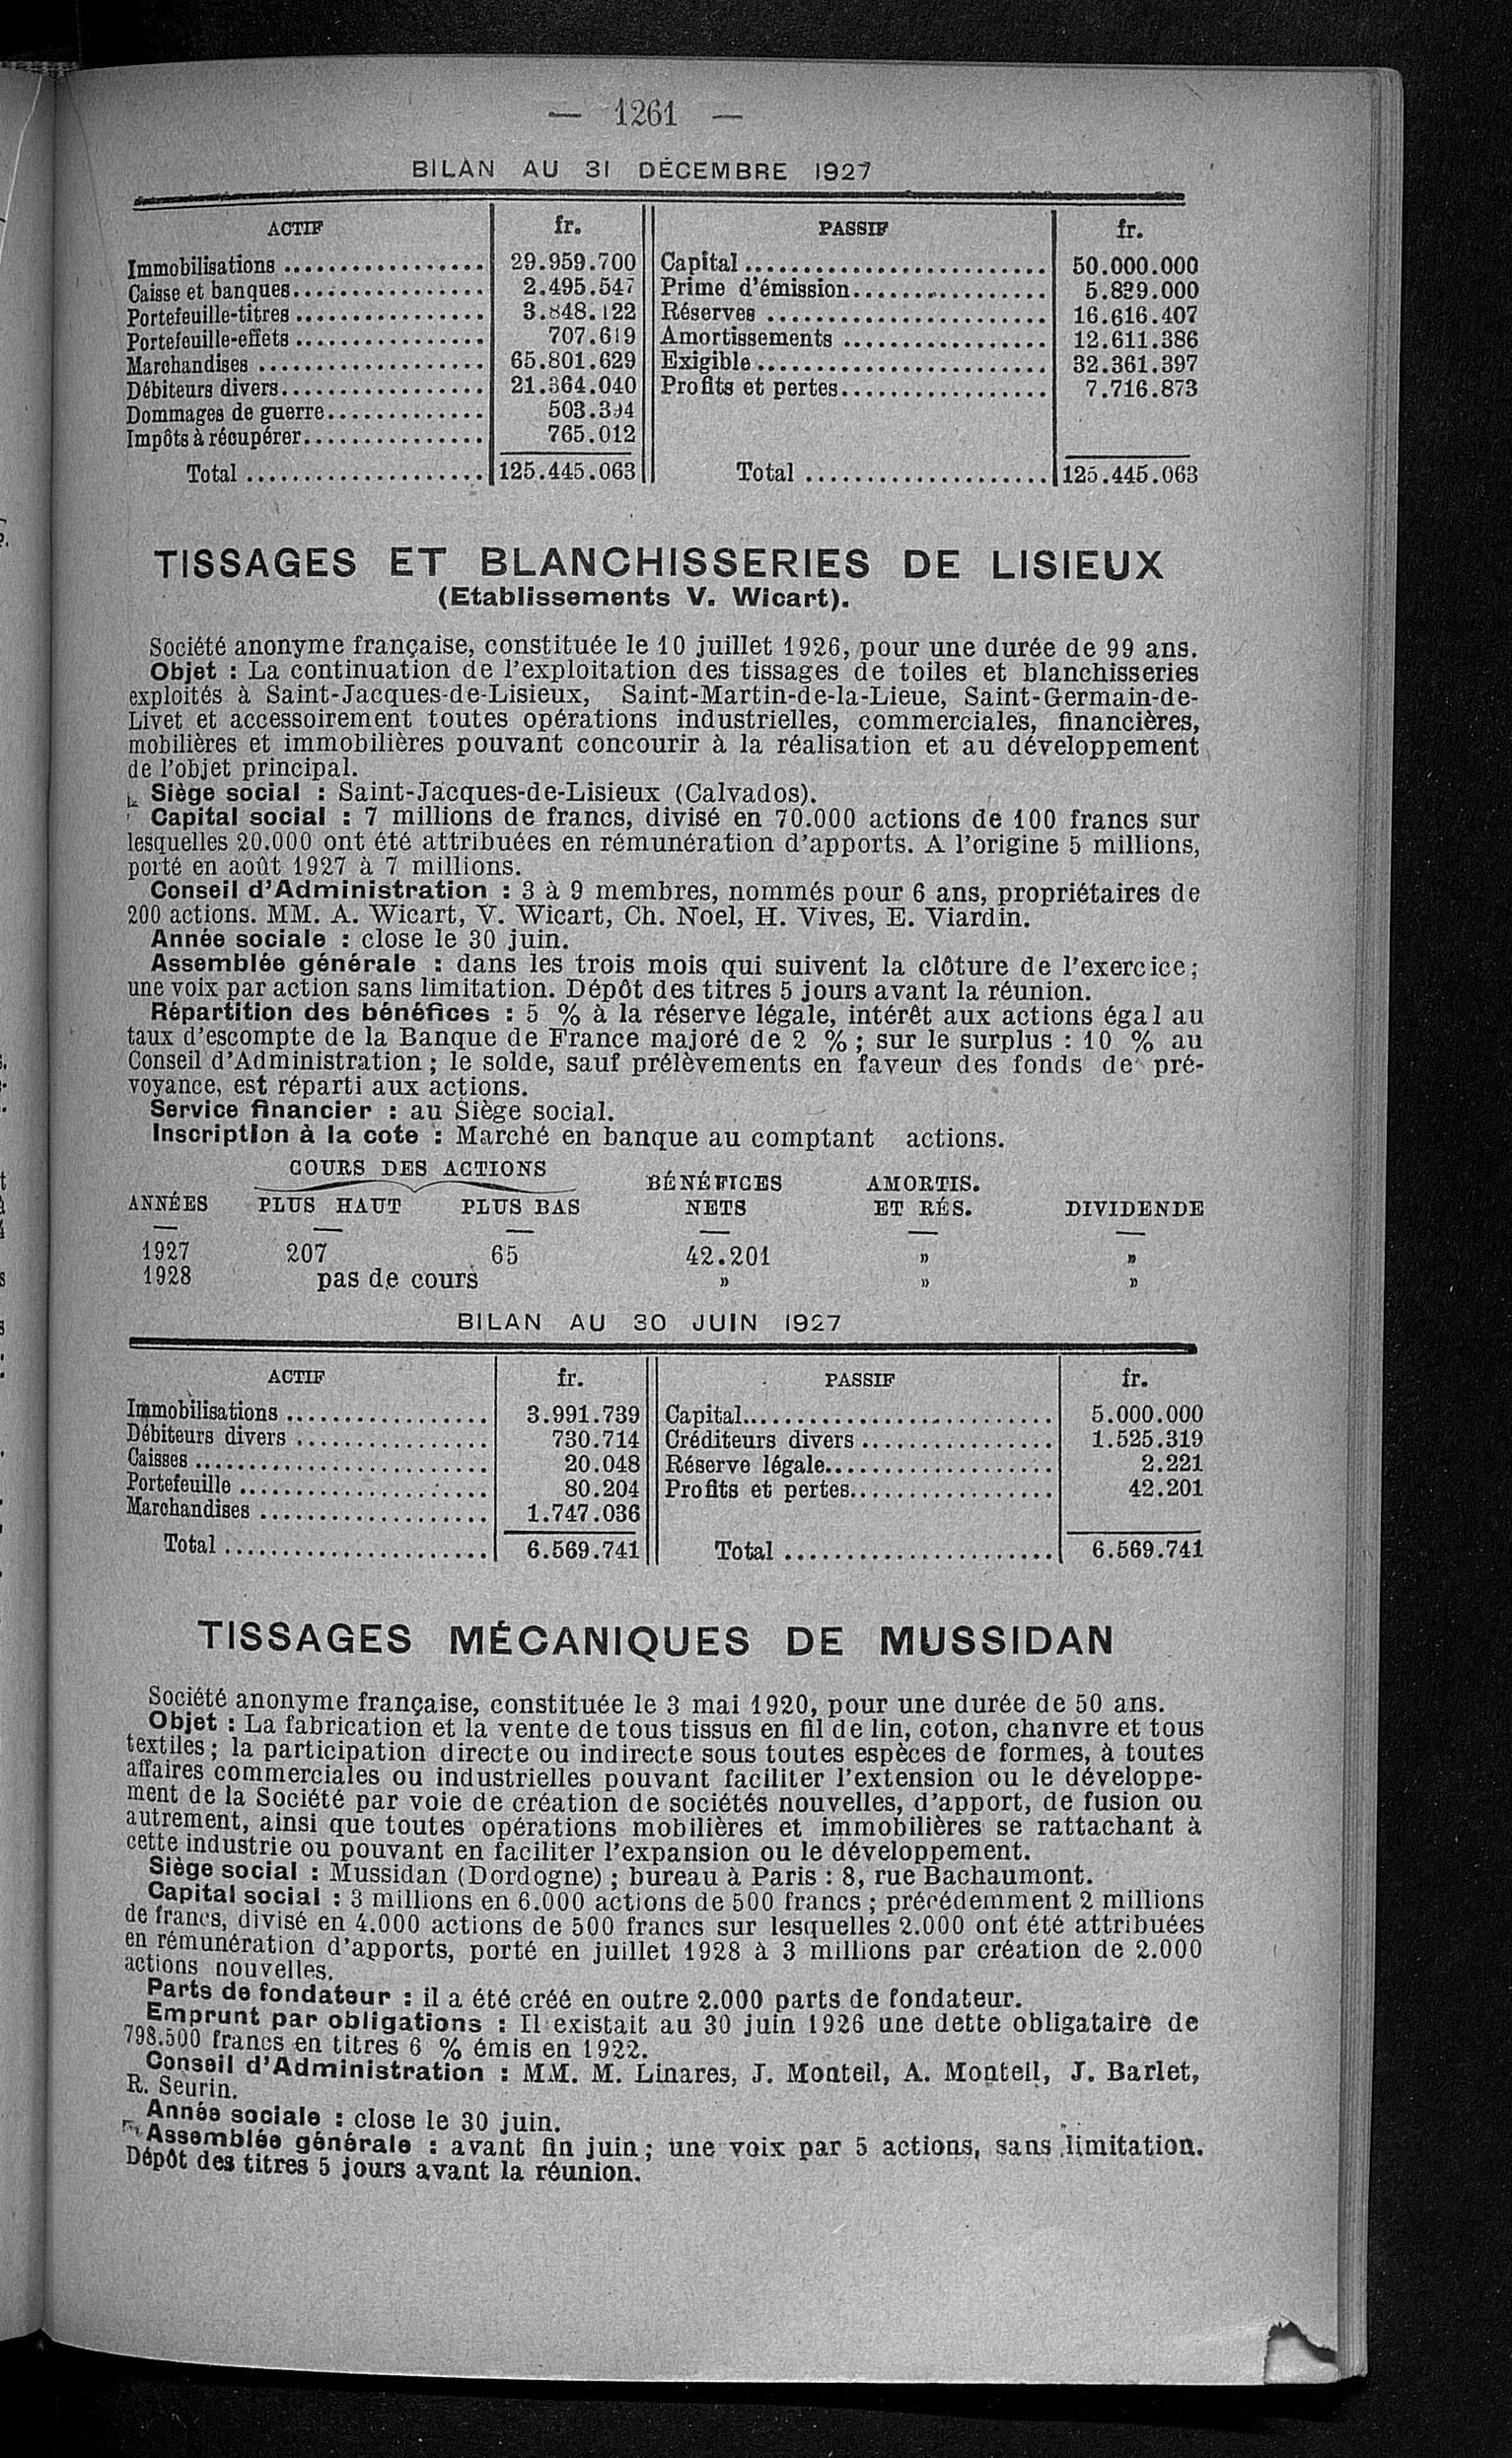 — 1261 —
BILAN AU 31 DÉCEMBRE 1927
ACTIF fr. PASSIF fr.
Immobilisations .................. 29.959.700 Capital........................... 50.000.000
Caisse et banques................. 2.495.547 Prime d'émission................. 5.829.000
Portefeuille-titres ................. 3.848.122 Réserves ......................... 16.616.407
Portefeuille-effets ................. 707.619 Amortissements .................. 12.611.386
Marchandises .................... 65.801.629 Exigible.......................... 32.361.397
Débiteurs divers.................. 21.364.040 Profits et pertes.................. 7.716.873
Dommages de guerre.............. 503.394
Impôts à récupérer................ 765.012
Total ..................... 125.445.063 Total ..................... 125.445.063
TISSAGES ET BLANCHISSERIES DE LISIEUX
(Etablissements V. Wicart).
Société anonyme française, constituée le 10 juillet 1926, pour une durée de 99 ans.
Objet : La continuation de l'exploitation des tissages de toiles et blanchisseries
exploités à Saint-Jacques-de-Lisieux, Saint-Martin-de-la-Lieue, Saint-Germain-de-
Livet et accessoirement toutes opérations industrielles, commerciales, financières,
mobilières et immobilières pouvant concourir à la réalisation et au développement
de l'objet principal.
Siège social : Saint-Jacques-de-Lisieux (Calvados).
Capital social : 7 millions de francs, divisé en 70.000 actions de 100 francs sur
lesquelles 20.000 ont été attribuées en rémunération d'apports. A l'origine 5 millions,
porté en août 1927 à 7 millions.
Conseil d'Administration : 3 à 9 membres, nommés pour 6 ans, propriétaires de
200 actions. MM. A. Wicart, V. Wicart, Ch. Noel, H. Vives, E. Viardin.
Année sociale : close le 30 juin.
Assemblée générale : dans les trois mois qui suivent la clôture de l'exercice;
une voix par action sans limitation. Dépôt des titres 5 jours avant la réunion.
Répartition des bénéfices : 5 % à la réserve légale, intérêt aux actions égal au
taux d'escompte de la Banque de France majoré de 2 % ; sur le surplus : 10 % au
Conseil d'Administration ; le solde, sauf prélèvements en faveur des fonds de pré-
voyance, est réparti aux actions.
Service financier : au Siège social.
Inscription à la cote : Marché en banque au comptant actions.
COURS DES ACTIONS BÉNÉFICES AMORTIS.
ANNÉES PLUS HAUT PLUS BAS NETS ET RÉS. DIVIDENDE
— — — — — —
1927 207 65 42.201 » »
1928 pas de cours » » »
BILAN AU 30 JUIN 1927
ACTIF fr. PASSIF fr.
Immobilisations .................. 3.991.739 Capital........................... 5.000.000
Débiteurs divers ................. 730.714 Créditeurs divers ................. 1.525.319
Caisses .......................... 20.048 Réserve légale.................... 2.221
Portefeuille ...................... 80.204 Profits et pertes.................. 42.201
Marchandises .................... 1.747.036
Total ....................... 6.569.741 Total ....................... 6.569.741
TISSAGES MÉCANIQUES DE MUSSIDAN
Société anonyme française, constituée le 3 mai 1920, pour une durée de 50 ans.
Objet : La fabrication et la vente de tous tissus en fil de lin, coton, chanvre et tous
textiles ; la participation directe ou indirecte sous toutes espèces de formes, à toutes
affaires commerciales ou industrielles pouvant faciliter l'extension ou le développe-
ment de la Société par voie de création de sociétés nouvelles, d'apport, de fusion ou
autrement, ainsi que toutes opérations mobilières et immobilières se rattachant à
cette industrie ou pouvant en faciliter l'expansion ou le développement.
Siège social : Mussidan (Dordogne) ; bureau à Paris : 8, rue Bachaumont.
Capital social : 3 millions en 6.000 actions de 500 francs ; précédemment 2 millions
de francs, divisé en 4.000 actions de 500 francs sur lesquelles 2.000 ont été attribuées
en rémunération d'apports, porté en juillet 1928 à 3 millions par création de 2.000
actions nouvelles.
Parts de fondateur : il a été créé en outre 2.000 parts de fondateur.
Emprunt par obligations : Il existait au 30 juin 1926 une dette obligataire de
798.500 francs en titres 6 % émis en 1922.
Conseil d'Administration : MM. M. Linares, J. Monteil, A. Monteil, J. Barlet,
R. Seurin.
Année sociale : close le 30 juin.
Assemblée générale : avant fin juin ; une voix par 5 actions, sans limitation.
Dépôt des titres 5 jours avant la réunion.